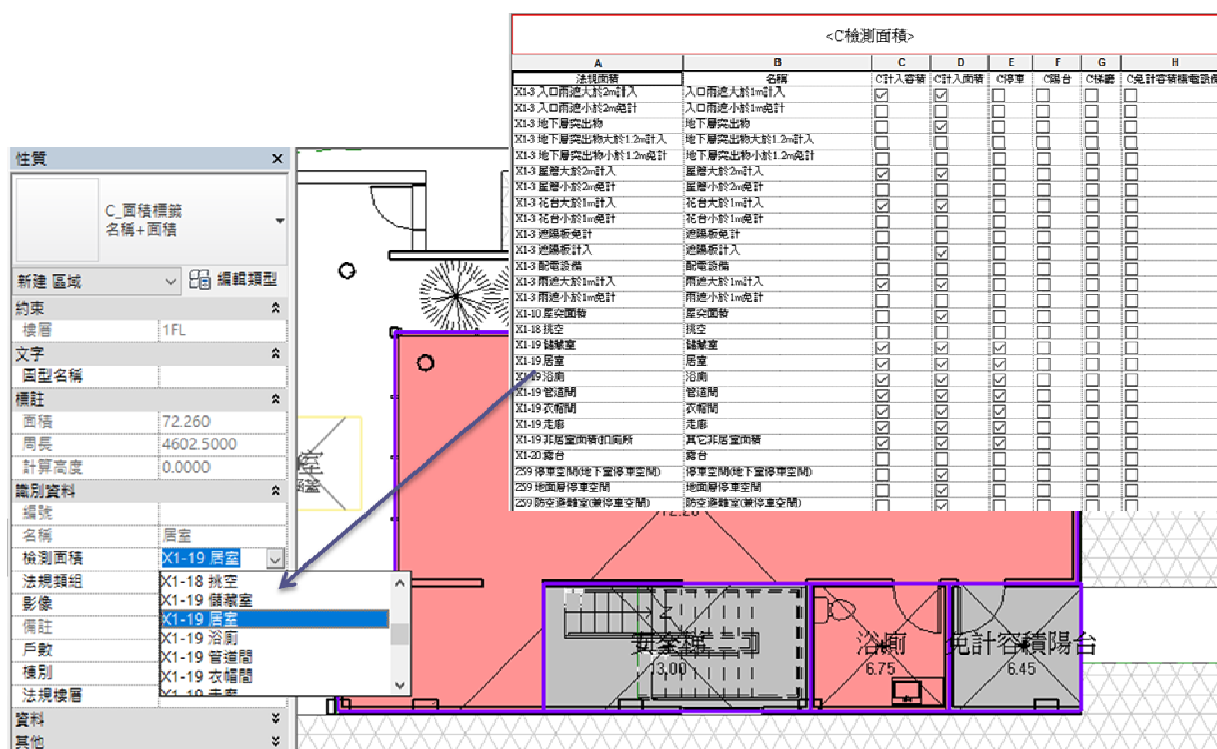 <C檢測面積>
A B C D E F G H
法規面積 名稱 C計入容積 C計入面積 C停車 C陽台 C梯廳 C免計容積機電設備
X1-3 入口雨遮大於2m計入 入口雨遮大於1m計入
X1-3 入口雨遮小於2m免計 入口雨遮小於1m免計
X1-3 地下層突出物 地下層突出物
X1-3 地下層突出物大於1.2m計入 地下層突出物大於1.2m計入
X1-3 地下層突出物小於1.2m免計 地下層突出物小於1.2m免計
X1-3 屋簷大於2m計入 屋簷大於2m計入
X1-3 屋簷小於2m免計 屋簷小於2m免計
X1-3 花台大於1m計入 花台大於1m計入
X1-3 花台小於1m免計 花台小於1m免計
X1-3 遮陽板免計 遮陽板免計
X1-3 遮陽板計入 遮陽板計入
X1-3 配電設備 配電設備
X1-3 雨遮大於1m計入 雨遮大於1m計入
X1-3 雨遮小於1m免計 雨遮小於1m免計
X1-10 屋突面積 屋突面積
X1-18 挑空 挑空
X1-19 儲藏室 儲藏室
X1-19 居室 居室
X1-19 浴廁 浴廁
X1-19 管道間 管道間
X1-19 衣帽間 衣帽間
X1-19 走廊 走廊
X1-19 非居室面積(扣廁所 其它非居室面積
X1-20 露台 露台
Z59 停車空間(地下室停車空間) 停車空間(地下室停車空間)
Z59 地面層停車空間 地面層停車空間
Z59 防空避難室(兼停車空間) 防空避難室(兼停車空間)
性質
C_面積標籤
名稱+面積
新建 區域 編輯類型
約束
樓層 1FL
文字
圖型名稱
標註
面積 72.260
周長 4602.5000
計算高度 0.0000
識別資料
編號
名稱 居室
檢測面積 X1-19 居室
法規類組
影像
備註
戶數
棟別
法規樓層
資料
其他
X1-18 挑空
X1-19 儲藏室
X1-19 居室
X1-19 浴廁
X1-19 管道間
X1-19 衣帽間
X1-19 走廊
72.26
安全梯
13.00
浴廁
6.75
免計容積陽台
6.45